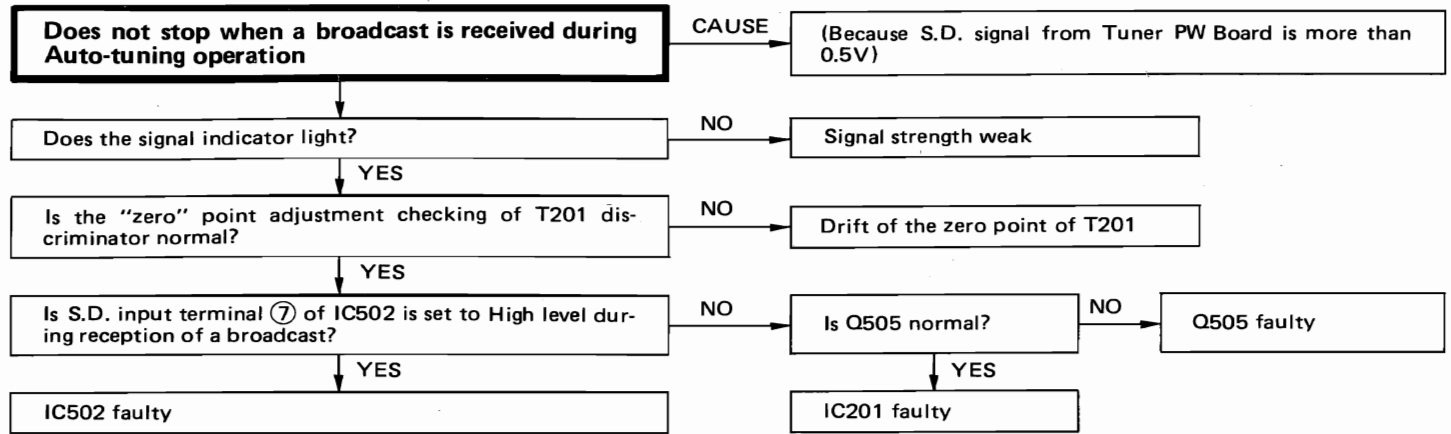 Does not stop when a broadcast is received during
Auto-tuning operation
CAUSE
(Because S.D. signal from Tuner PW Board is more than
0.5V)
Does the signal indicator light?
NO
Signal strength weak
YES
Is the "zero" point adjustment checking of T201 dis-
criminator normal?
NO
Drift of the zero point of T201
YES
Is S.D. input terminal ⑦ of IC502 is set to High level dur-
ing reception of a broadcast?
NO
Is Q505 normal?
NO
Q505 faulty
YES
YES
IC502 faulty
IC201 faulty